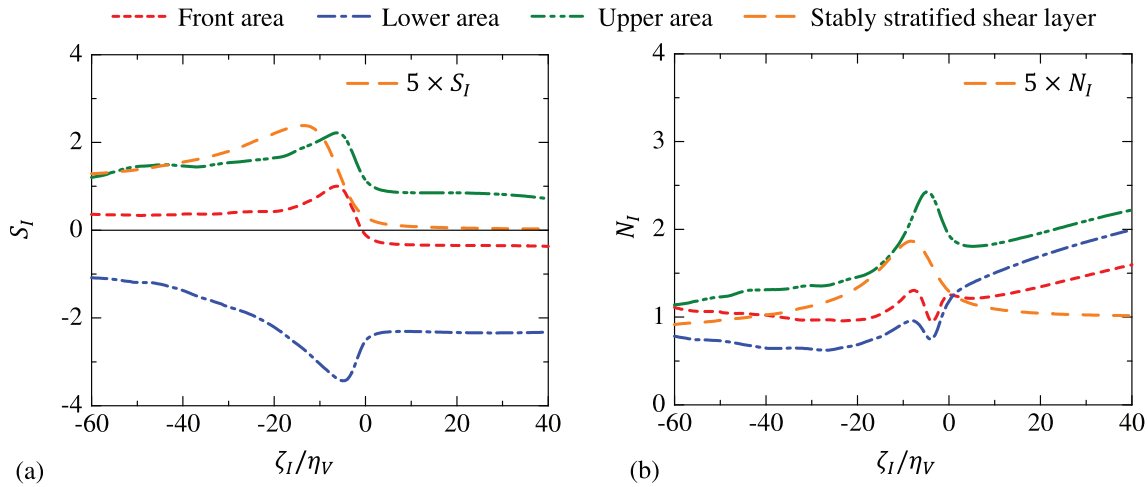 Front area Lower area Upper area Stably stratified shear layer
4
2
0
-2
-4
S_I
5 × S_I
-60 -40 -20 0 20 40
ζ_I/η_V
(a)
4
3
2
1
0
N_I
5 × N_I
-60 -40 -20 0 20 40
ζ_I/η_V
(b)